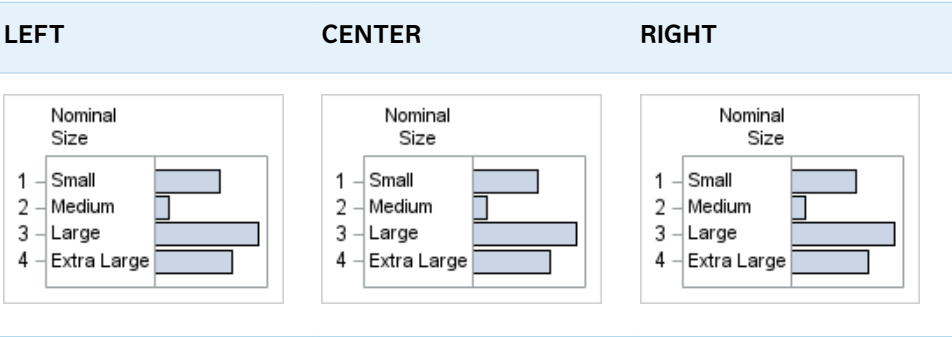 LEFT CENTER RIGHT
Nominal
Size
1 Small
2 Medium
3 Large
4 Extra Large
Nominal
Size
1 Small
2 Medium
3 Large
4 Extra Large
Nominal
Size
1 Small
2 Medium
3 Large
4 Extra Large